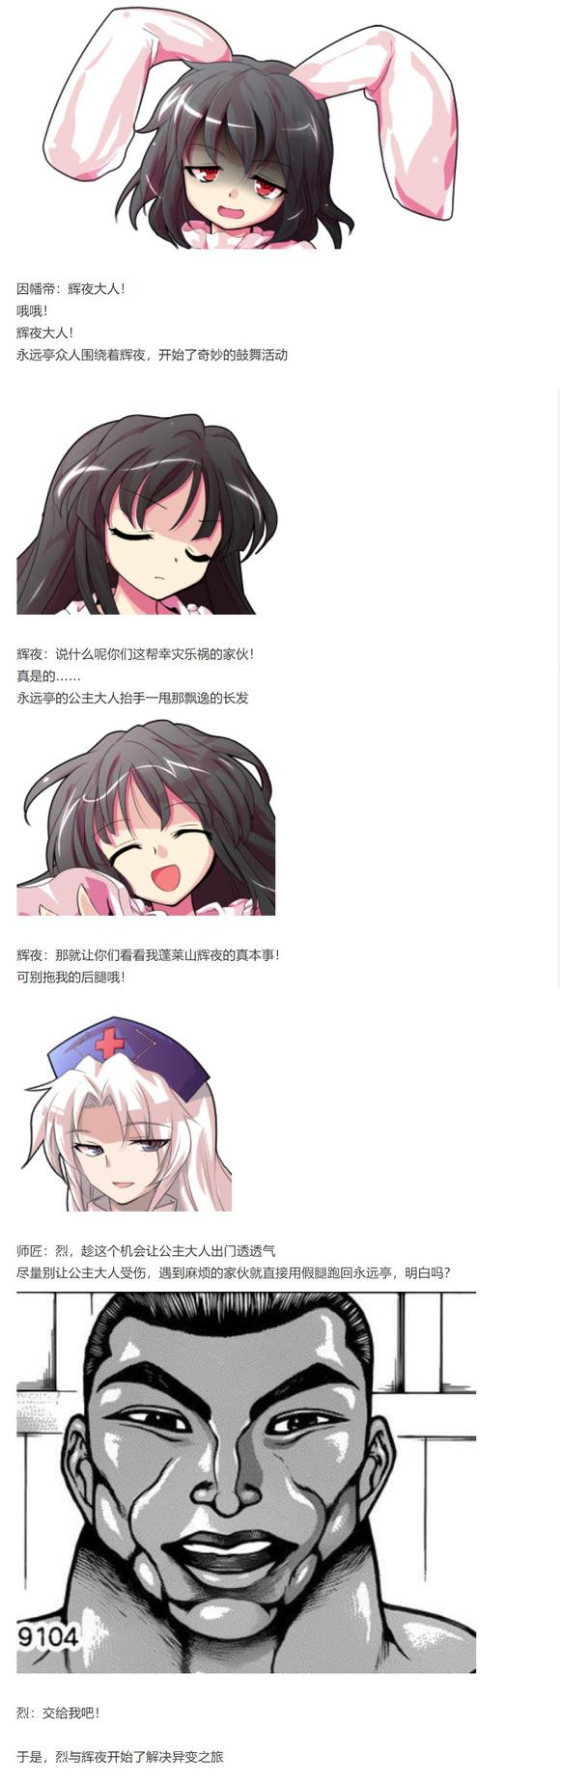 因幡帝：辉夜大人！
哦哦！
辉夜大人！
永远亭众人围绕着辉夜，开始了奇妙的鼓舞活动
辉夜：说什么呢你们这帮幸灾乐祸的家伙！
真是的……
永远亭的公主大人抬手一甩那飘逸的长发
辉夜：那就让你们看看我蓬莱山辉夜的真本事！
可别拖我的后腿哦！
师匠：烈，趁这个机会让公主大人出门透透气
尽量别让公主大人受伤，遇到麻烦的家伙就直接用假腿跑回永远亭，明白吗？
9104
烈：交给我吧！
于是，烈与辉夜开始了解决异变之旅